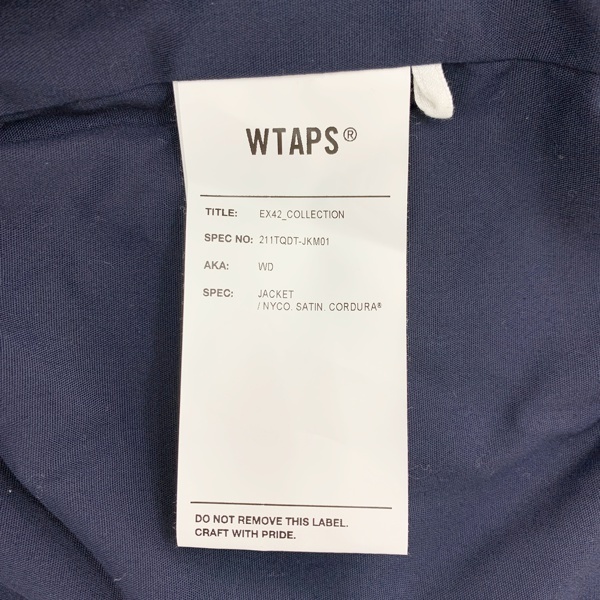 WTAPS®
TITLE: EX42_COLLECTION
SPEC NO: 211TQDT-JKM01
AKA: WD
SPEC: JACKET
/ NYCO. SATIN. CORDURA®
DO NOT REMOVE THIS LABEL.
CRAFT WITH PRIDE.